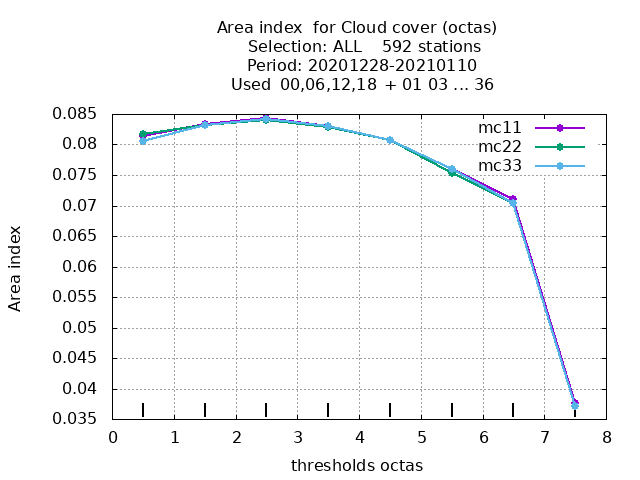 Area index  for Cloud cover (octas)
Selection: ALL    592 stations
Period: 20201228-20210110
Used  00,06,12,18  + 01 03 ... 36
mc11
mc22
mc33
Area index
0.085
0.08
0.075
0.07
0.065
0.06
0.055
0.05
0.045
0.04
0.035
0 1 2 3 4 5 6 7 8
thresholds octas